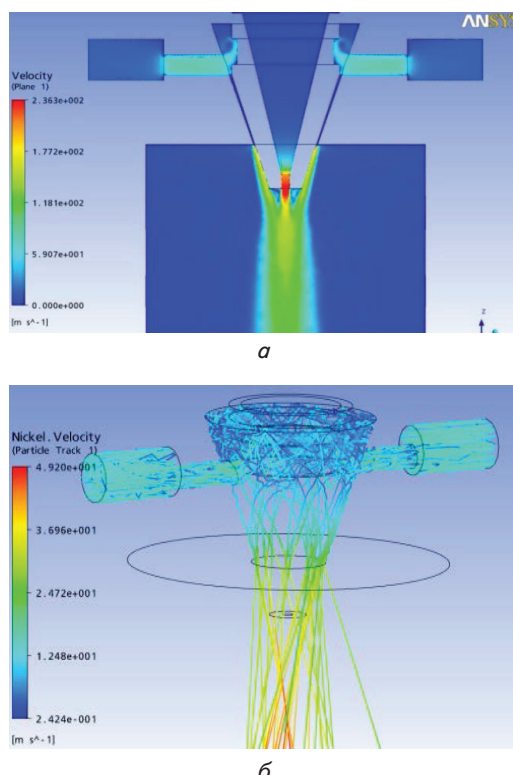 ANSYS
Velocity
(Plane 1)
2.363e+002
1.772e+002
1.181e+002
5.907e+001
0.000e+000
[m s^-1]
z
а
Nickel.Velocity
(Particle Track 1)
4.920e+001
3.696e+001
2.472e+001
1.248e+001
2.424e-001
[m s^-1]
б